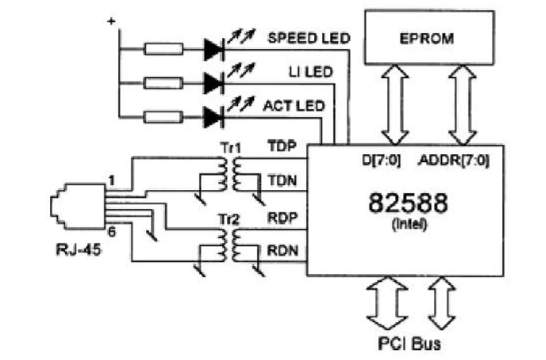 +
SPEED LED
LI LED
ACT LED
EPROM
Tr1
TDP
TDN
D[7:0]
ADDR[7:0]
82588
(Intel)
1
6
RJ-45
Tr2
RDP
RDN
PCI Bus